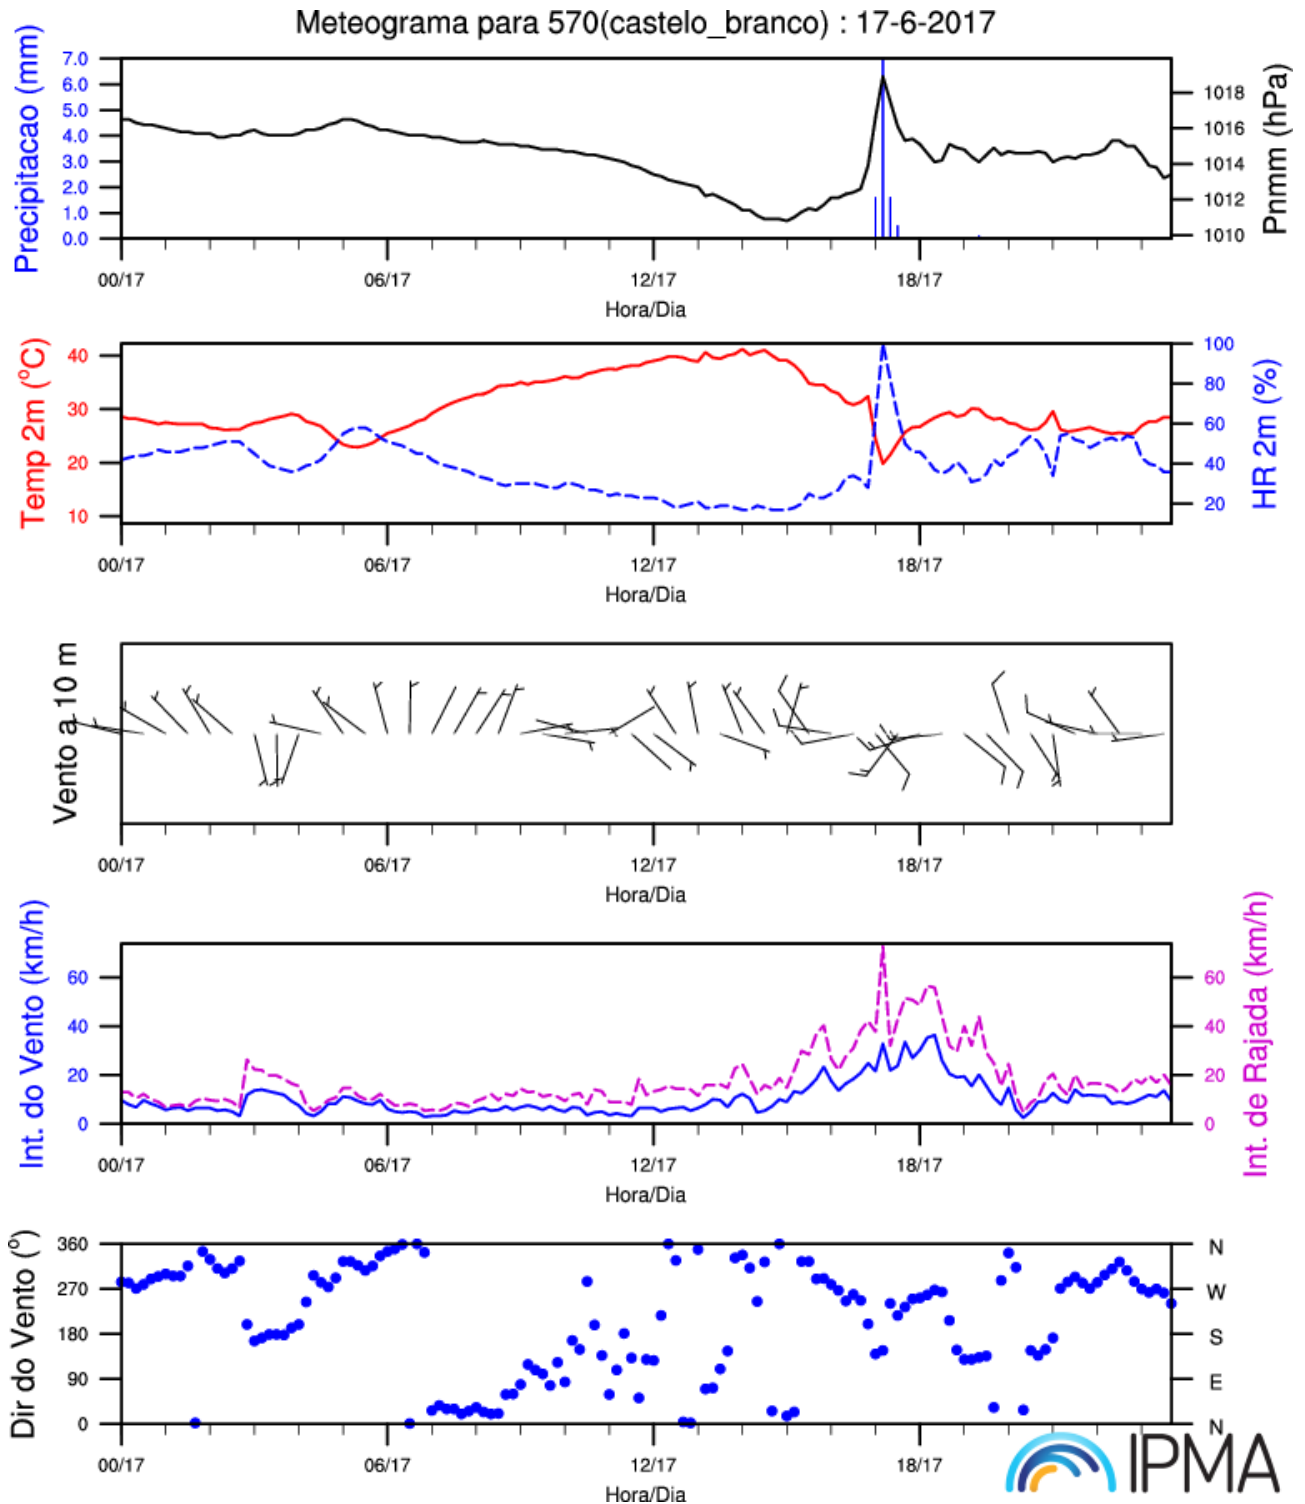 Meteograma para 570(castelo_branco) : 17-6-2017
Precipitacao (mm)
7.0
6.0
5.0
4.0
3.0
2.0
1.0
0.0
1018
1016
1014
1012
1010
Pnmm (hPa)
00/17 06/17 12/17 18/17
Hora/Dia
Temp 2m (°C)
40
30
20
10
100
80
60
40
20
HR 2m (%)
00/17 06/17 12/17 18/17
Hora/Dia
Vento a 10 m
00/17 06/17 12/17 18/17
Hora/Dia
Int. do Vento (km/h)
60
40
20
0
60
40
20
0
Int. de Rajada (km/h)
00/17 06/17 12/17 18/17
Hora/Dia
Dir do Vento (°)
360
270
180
90
0
N
W
S
E
N
00/17 06/17 12/17 18/17
Hora/Dia
IPMA